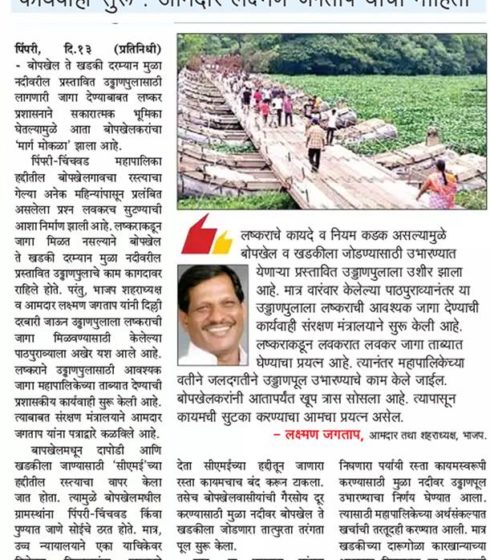 कार्यवाही सुरू : आमदार लक्ष्मण जगताप यांची माहिती
पिंपरी, दि.१३ (प्रतिनिधी)
- बोपखेल ते खडकी दरम्यान मुळा
नदीवरील प्रस्तावित उड्डाणपुलासाठी
लागणारी जागा देण्याबाबत लष्कर
प्रशासनाने सकारात्मक भूमिका
घेतल्यामुळे आता बोपखेलकरांचा
'मार्ग मोकळा' झाला आहे.
पिंपरी-चिंचवड महापालिका
हद्दीतील बोपखेलगावचा रस्त्याचा
गेल्या अनेक महिन्यांपासून प्रलंबित
असलेला प्रश्न लवकरच सुटण्याची
आशा निर्माण झाली आहे. लष्कराकडून
जागा मिळत नसल्याने बोपखेल
ते खडकी दरम्यान मुळा नदीवरील
प्रस्तावित उड्डाणपुलाचे काम कागदावर
राहिले होते. परंतु, भाजप शहराध्यक्ष
व आमदार लक्ष्मण जगताप यांनी दिल्ली
दरबारी जाऊन उड्डाणपुलाला लष्कराची
जागा मिळवण्यासाठी केलेल्या
पाठपुराव्याला अखेर यश आले आहे.
लष्कराने उड्डाणपुलासाठी आवश्यक
जागा महापालिकेच्या ताब्यात देण्याची
प्रशासकीय कार्यवाही सुरू केली आहे.
त्याबाबत संरक्षण मंत्रालयाने आमदार
जगताप यांना पत्राद्वारे कळविले आहे.
बापखेलमधून दापोडी आणि
खडकीला जाण्यासाठी 'सीएमई'च्या
हद्दीतील रस्त्याचा वापर केला
जात होता. त्यामुळे बोपखेलमधील
ग्रामस्थांना पिंपरी-चिंचवड किंवा
पुण्यात जाणे सोईचे ठरत होते. मात्र,
उच्च न्यायालयाने एका याचिकेवर
लष्कराचे कायदे व नियम कडक असल्यामुळे
बोपखेल व खडकीला जोडण्यासाठी उभारण्यात
येणाऱ्या प्रस्तावित उड्डाणपुलाला उशीर झाला
आहे. मात्र वारंवार केलेल्या पाठपुराव्यानंतर या
उड्डाणपुलाला लष्कराची आवश्यक जागा देण्याची
कार्यवाही संरक्षण मंत्रालयाने सुरू केली आहे.
लष्कराकडून लवकरात लवकर जागा ताब्यात
घेण्याचा प्रयत्न आहे. त्यानंतर महापालिकेच्या
वतीने जलदगतीने उड्डाणपूल उभारण्याचे काम केले जाईल.
बोपखेलकरांनी आतापर्यंत खूप त्रास सोसला आहे. त्यापासून
कायमची सुटका करण्याचा आमचा प्रयत्न असेल.
– लक्ष्मण जगताप, आमदार तथा शहराध्यक्ष, भाजप.
देता सीएमईच्या हद्दीतून जाणारा
रस्ता कायमचाच बंद करून टाकला.
तसेच बोपखेलवासीयांची गैरसोय दूर
करण्यासाठी मुळा नदीवर बोपखेल ते
खडकीला जोडणारा तात्पुरता तरंगता
पूल सुरू केला.
निघणारा पर्यायी रस्ता कायमस्वरूपी
करण्यासाठी मुळा नदीवर उड्डाणपूल
उभारण्याचा निर्णय घेण्यात आला.
त्यासाठी महापालिकेच्या अर्थसंकल्पात
खर्चाची तरतूदही करण्यात आली. मात्र
खडकीच्या दारूगोळा कारखान्याच्या